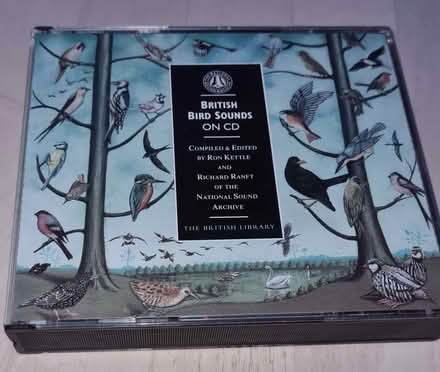 BRITISH
BIRD SOUNDS
ON CD
COMPILED & EDITED
BY RON KETTLE
AND
RICHARD RANFT
OF THE
NATIONAL SOUND
ARCHIVE
THE BRITISH LIBRARY